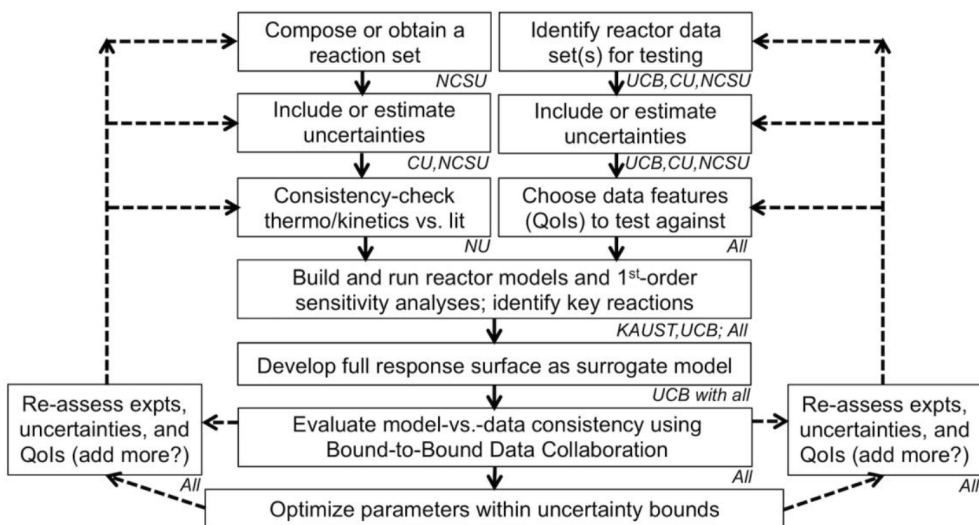 Compose or obtain a
reaction set
NCSU
Identify reactor data
set(s) for testing
UCB,CU,NCSU
Include or estimate
uncertainties
CU,NCSU
Include or estimate
uncertainties
UCB,CU,NCSU
Consistency-check
thermo/kinetics vs. lit
NU
Choose data features
(QoIs) to test against
All
Build and run reactor models and 1st-order
sensitivity analyses; identify key reactions
KAUST,UCB; All
Develop full response surface as surrogate model
UCB with all
Re-assess expts,
uncertainties, and
QoIs (add more?)
All
Evaluate model-vs.-data consistency using
Bound-to-Bound Data Collaboration
All
Re-assess expts,
uncertainties, and
QoIs (add more?)
All
Optimize parameters within uncertainty bounds